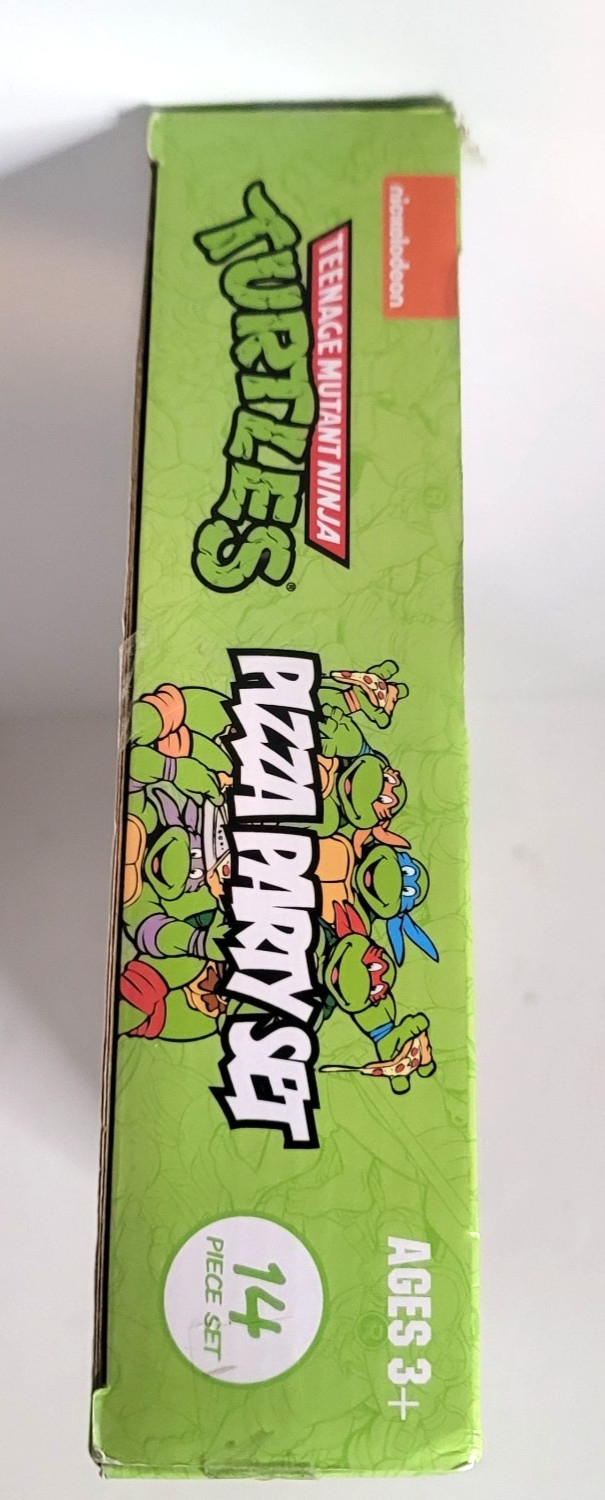 nickelodeon
TEENAGE MUTANT NINJA
TURTLES®
PIZZA PARTY SET
AGES 3+
14
PIECE SET